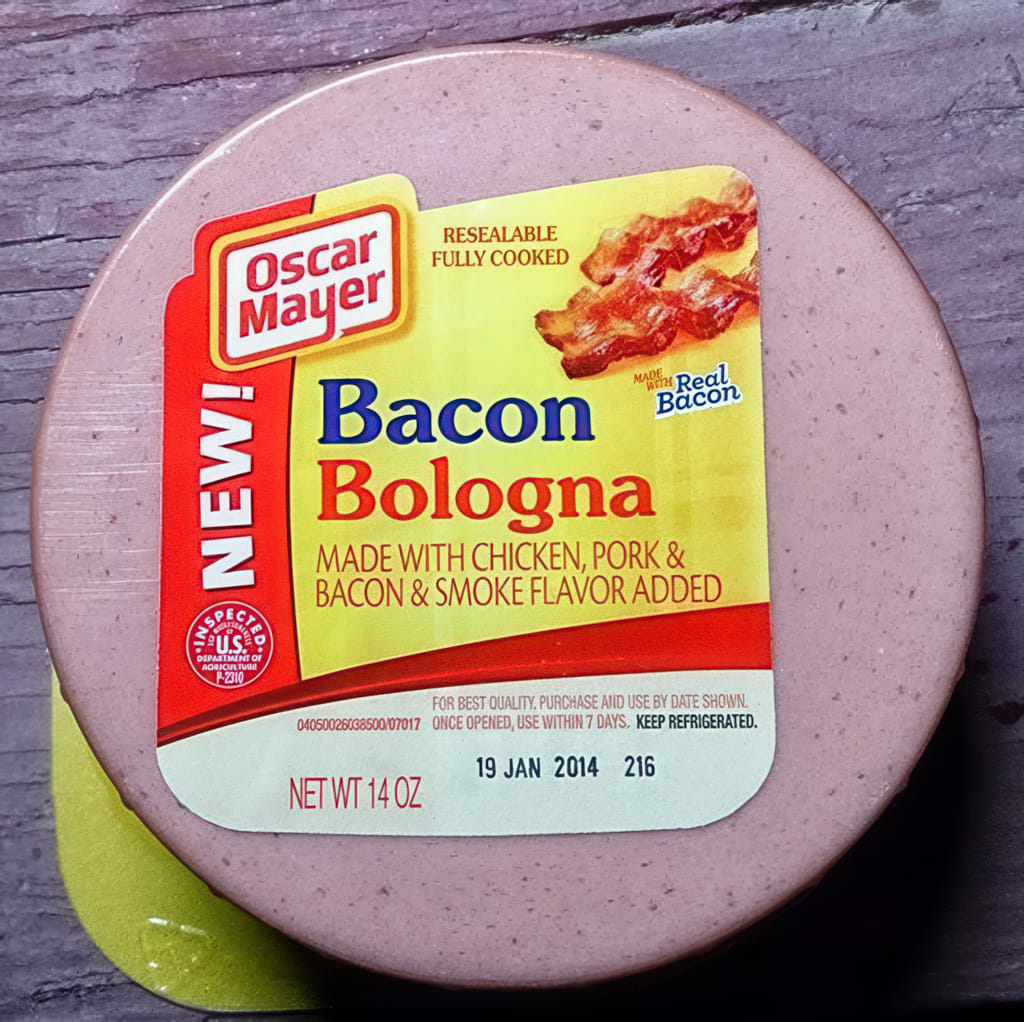 Oscar
Mayer
RESEALABLE
FULLY COOKED
MADE
WITH
Real
Bacon
NEW!
Bacon
Bologna
MADE WITH CHICKEN, PORK &
BACON & SMOKE FLAVOR ADDED
INSPECTED
U.S.
DEPARTMENT OF
AGRICULTURE
P-2310
FOR BEST QUALITY, PURCHASE AND USE BY DATE SHOWN.
04050026038500/07017 ONCE OPENED, USE WITHIN 7 DAYS. KEEP REFRIGERATED.
19 JAN 2014 216
NET WT 14 OZ